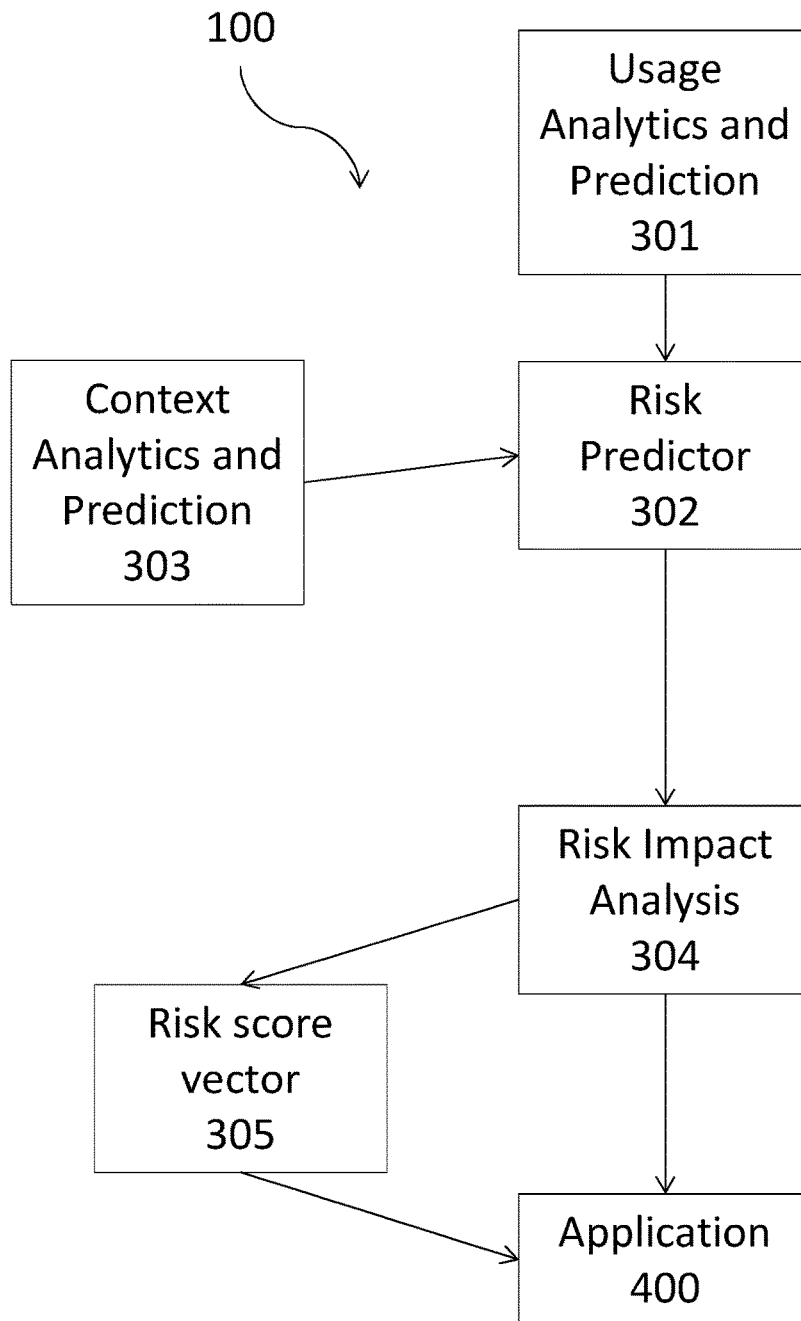 100
Usage
Analytics and
Prediction
301
Context
Analytics and
Prediction
303
Risk
Predictor
302
Risk Impact
Analysis
304
Risk score
vector
305
Application
400